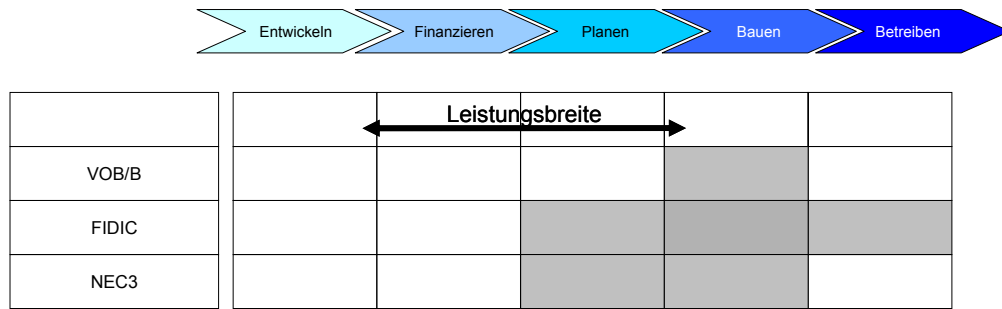 Entwickeln Finanzieren Planen Bauen Betreiben
Leistungsbreite
VOB/B
FIDIC
NEC3